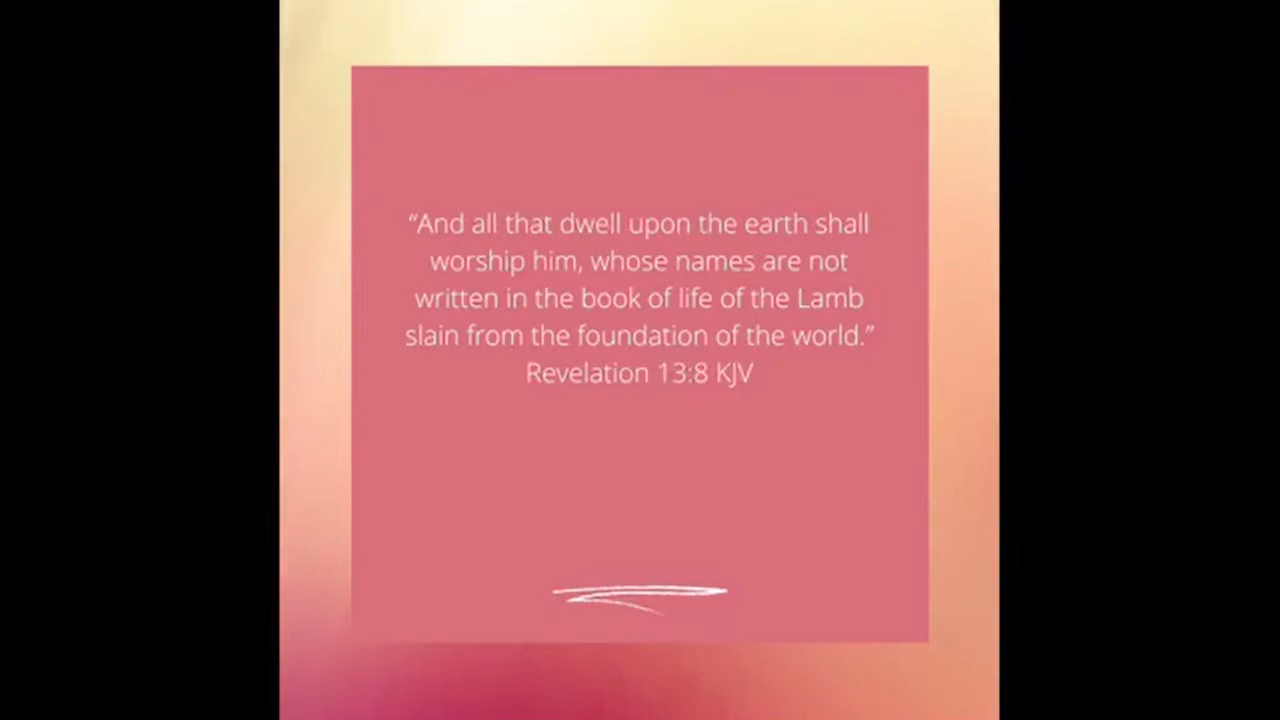 “And all that dwell upon the earth shall
worship him, whose names are not
written in the book of life of the Lamb
slain from the foundation of the world.”
Revelation 13:8 KJV